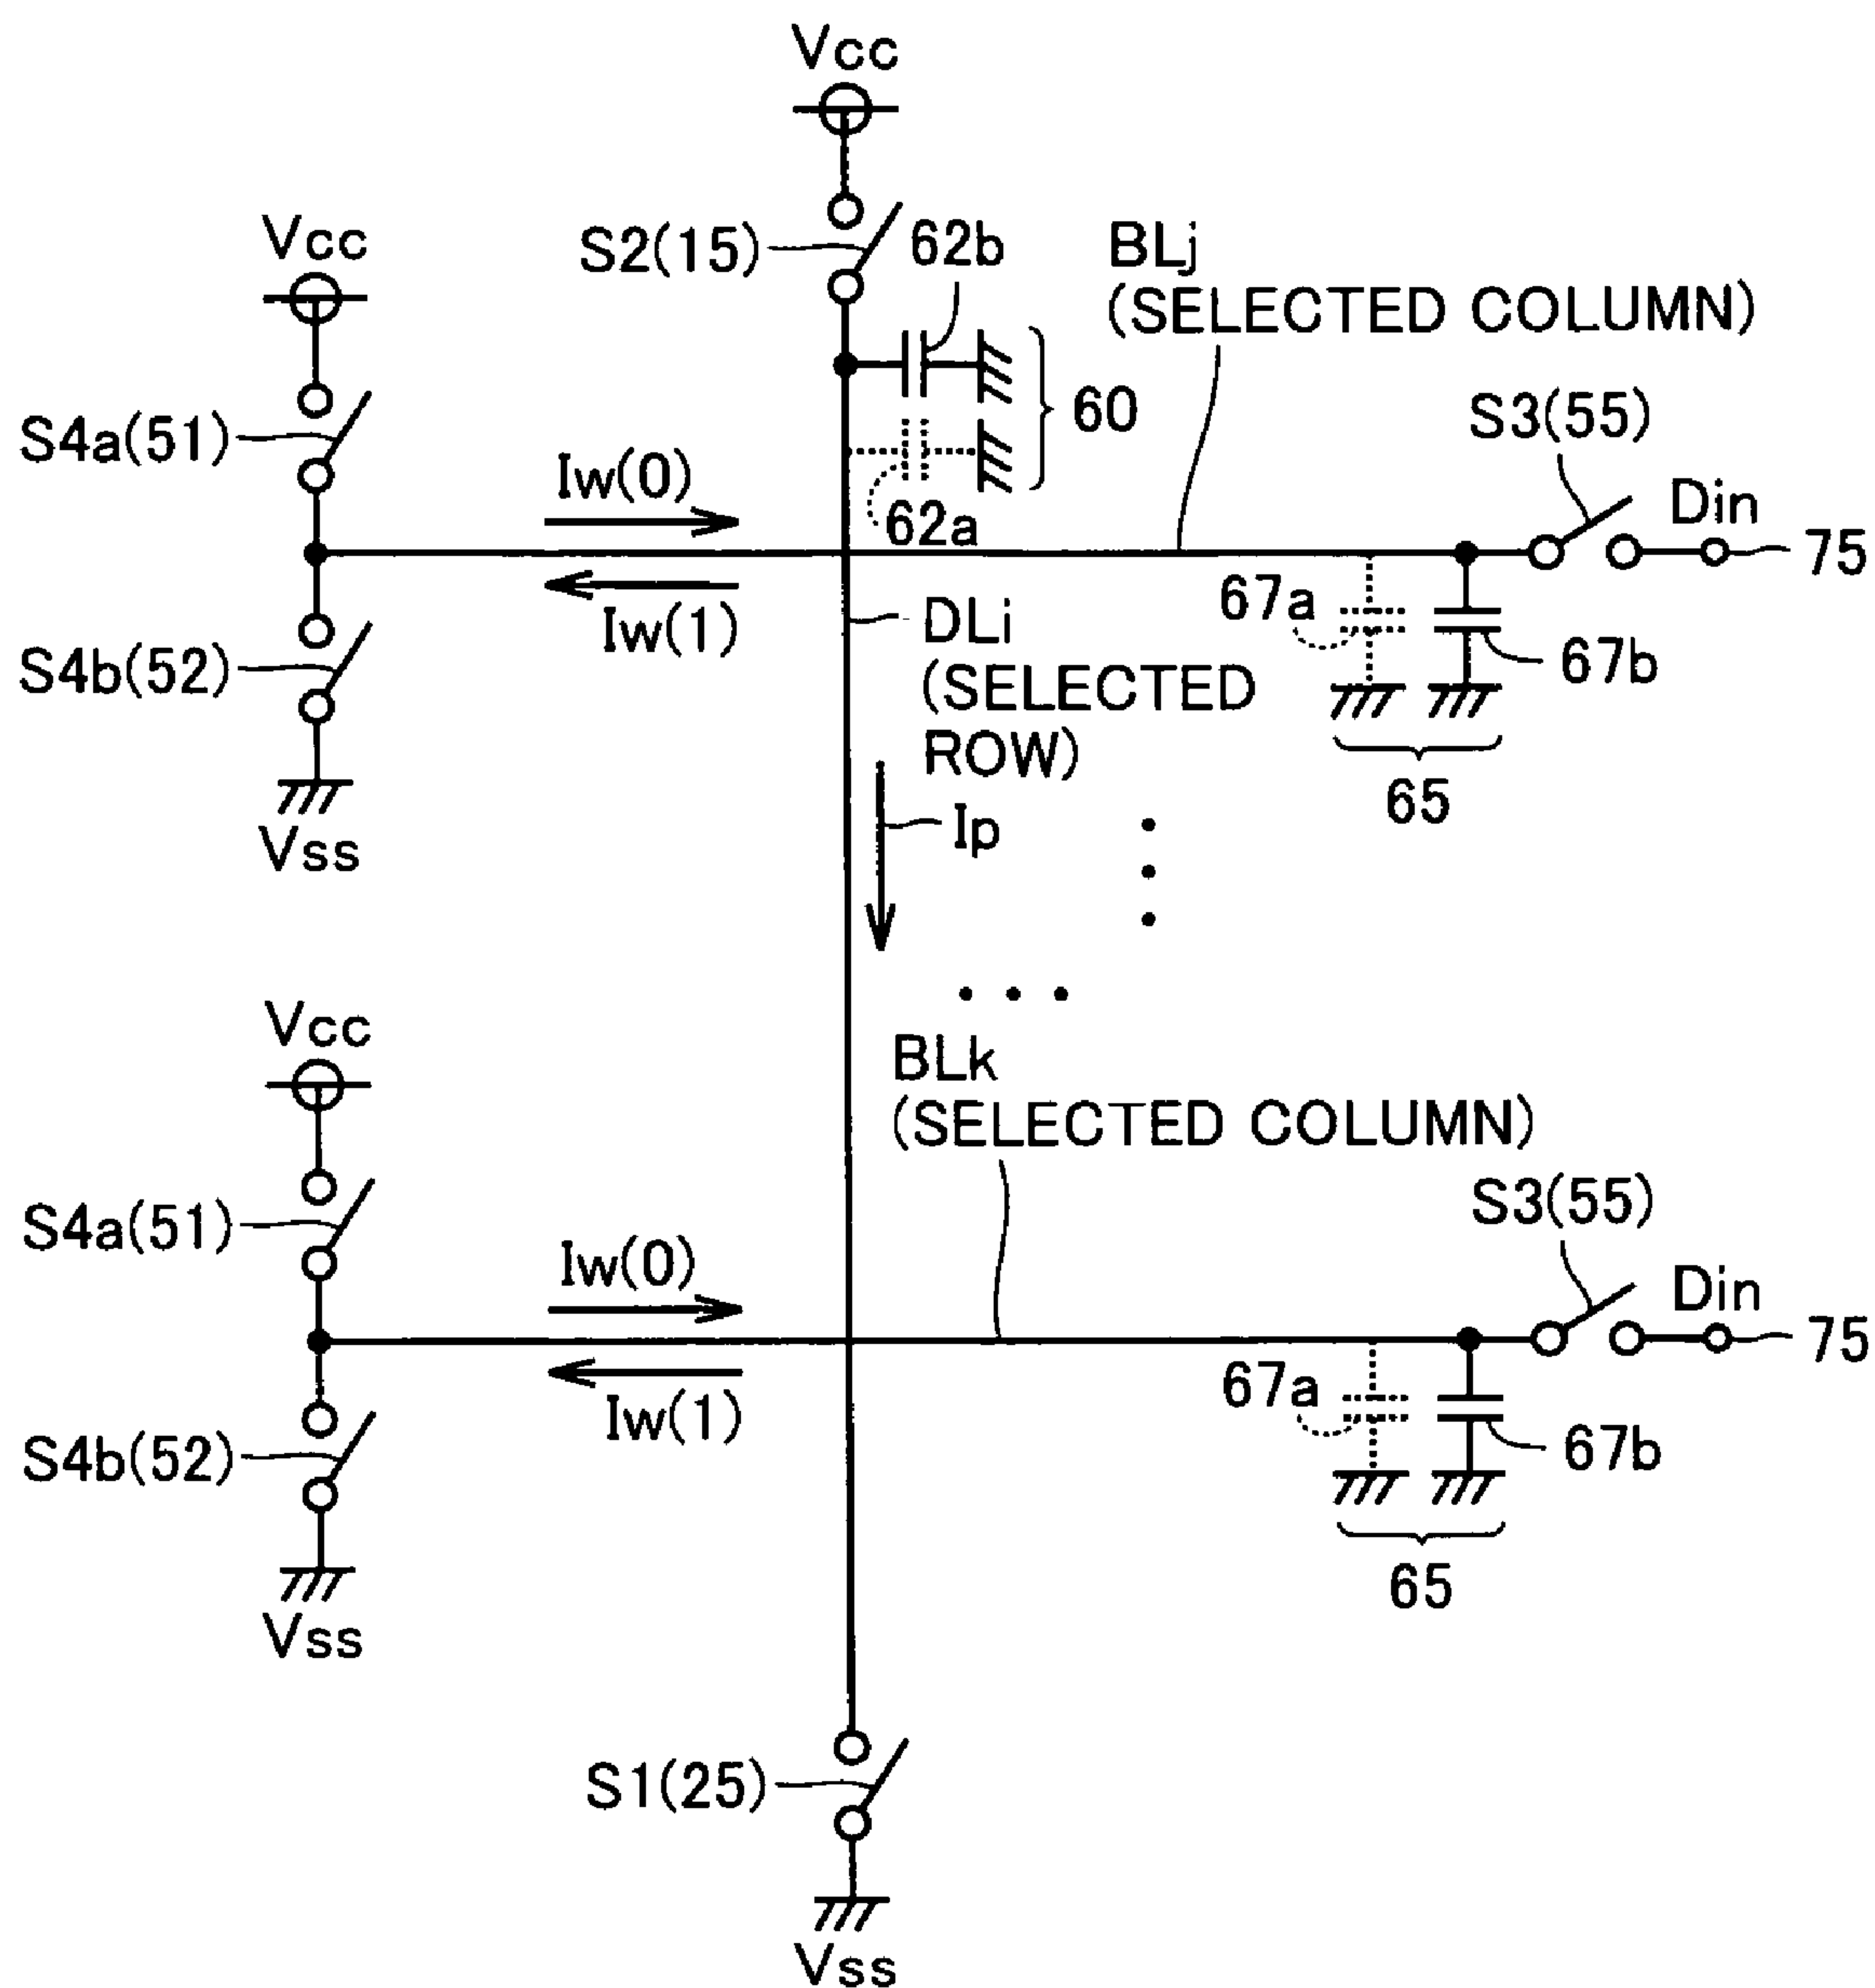 Vcc
Vcc
S2(15)
62b
BLj
(SELECTED COLUMN)
S4a(51)
60
S3(55)
Iw(0)
62a
Din
75
Iw(1)
DLi
(SELECTED
ROW)
67a
67b
S4b(52)
65
Vss
Ip
Vcc
BLk
(SELECTED COLUMN)
S4a(51)
S3(55)
Iw(0)
Din
75
Iw(1)
67a
67b
S4b(52)
65
Vss
S1(25)
Vss